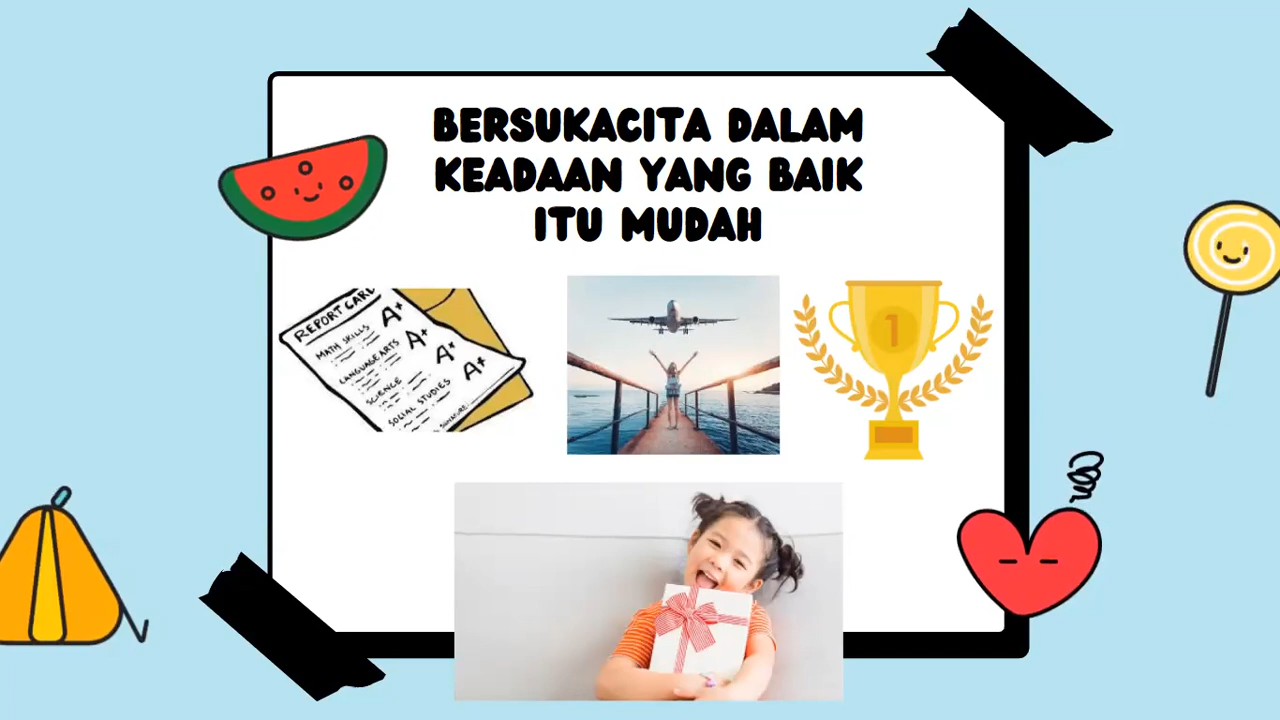 BERSUKACITA DALAM
KEADAAN YANG BAIK
ITU MUDAH
REPORT CARD
MATH SKILLS
A+
LANGUAGE ARTS
A+
SCIENCE
A+
SOCIAL STUDIES
A+
1